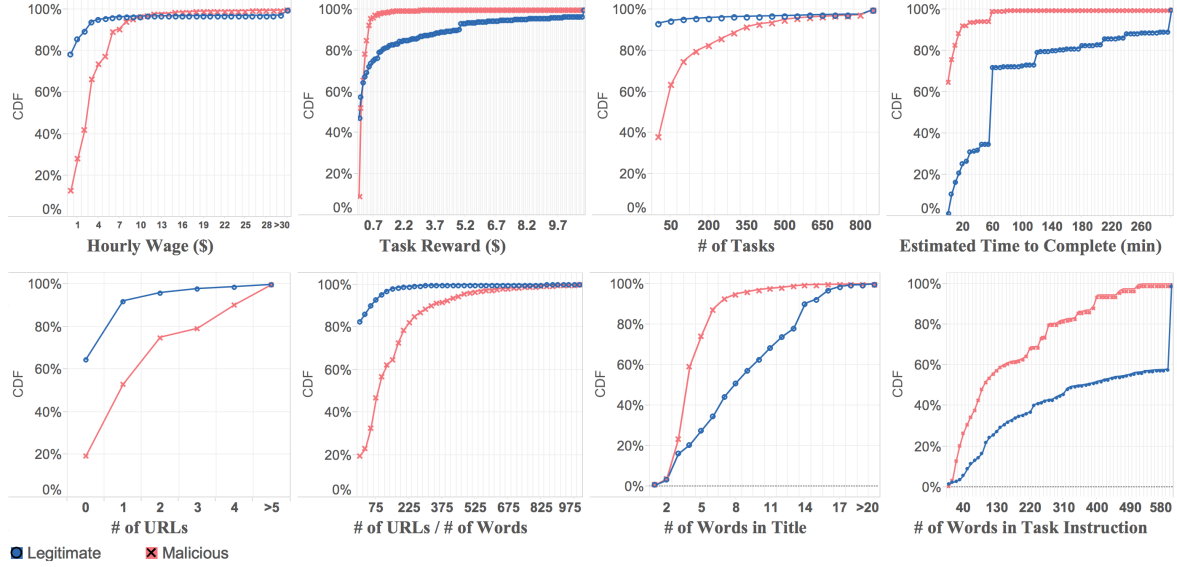 100%
80%
60%
40%
20%
0%
CDF
1 4 7 10 13 16 19 22 25 28 >30
Hourly Wage ($)
100%
80%
60%
40%
20%
0%
CDF
0.7 2.2 3.7 5.2 6.7 8.2 9.7
Task Reward ($)
100%
80%
60%
40%
20%
0%
CDF
50 200 350 500 650 800
# of Tasks
100%
80%
60%
40%
20%
0%
CDF
20 60 100 140 180 220 260
Estimated Time to Complete (min)
100%
80%
60%
40%
20%
0%
CDF
0 1 2 3 4 >5
# of URLs
100%
80%
60%
40%
20%
0%
CDF
75 225 375 525 675 825 975
# of URLs / # of Words
100%
80%
60%
40%
20%
0%
CDF
2 5 8 11 14 17 >20
# of Words in Title
100%
80%
60%
40%
20%
0%
CDF
40 130 220 310 400 490 580
# of Words in Task Instruction
Legitimate Malicious